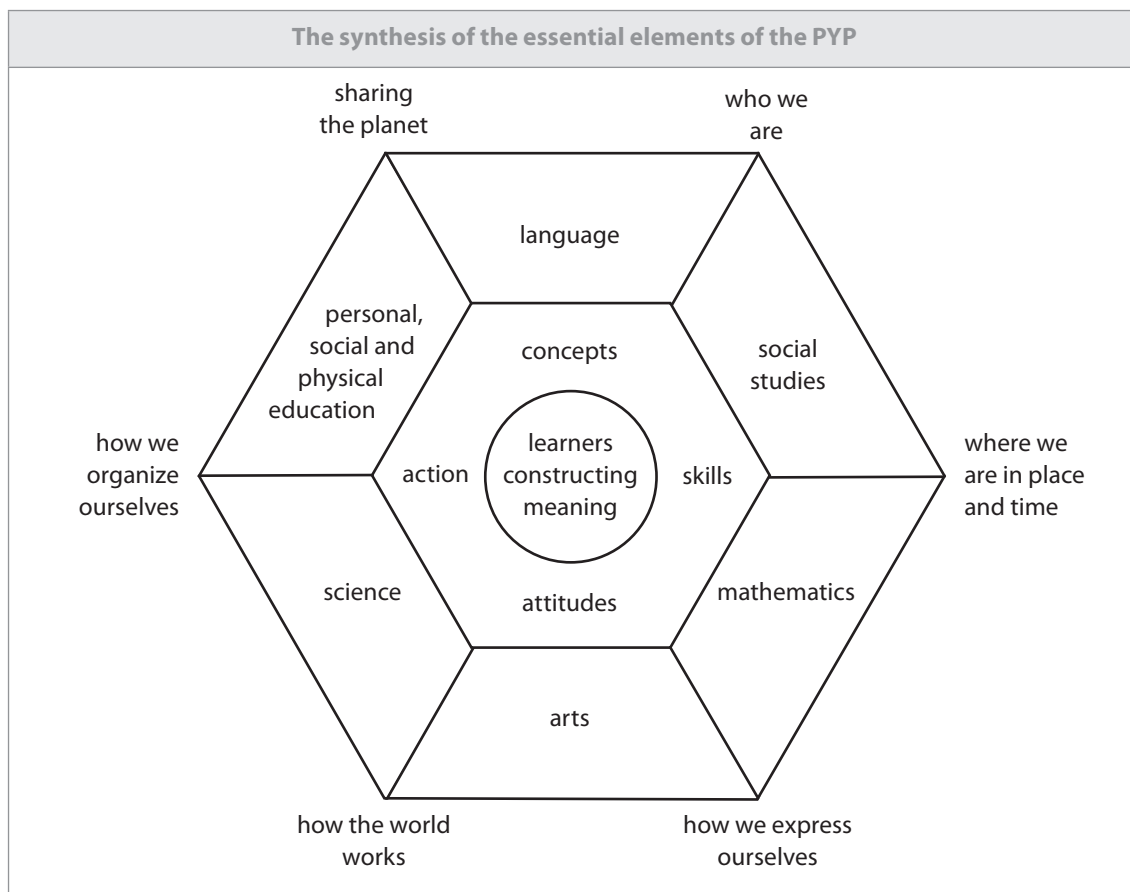 The synthesis of the essential elements of the PYP
sharing
the planet
who we
are
language
personal,
social and
physical
education
concepts
social
studies
how we
organize
ourselves
action
learners
constructing
meaning
skills
where we
are in place
and time
science
attitudes
mathematics
arts
how the world
works
how we express
ourselves